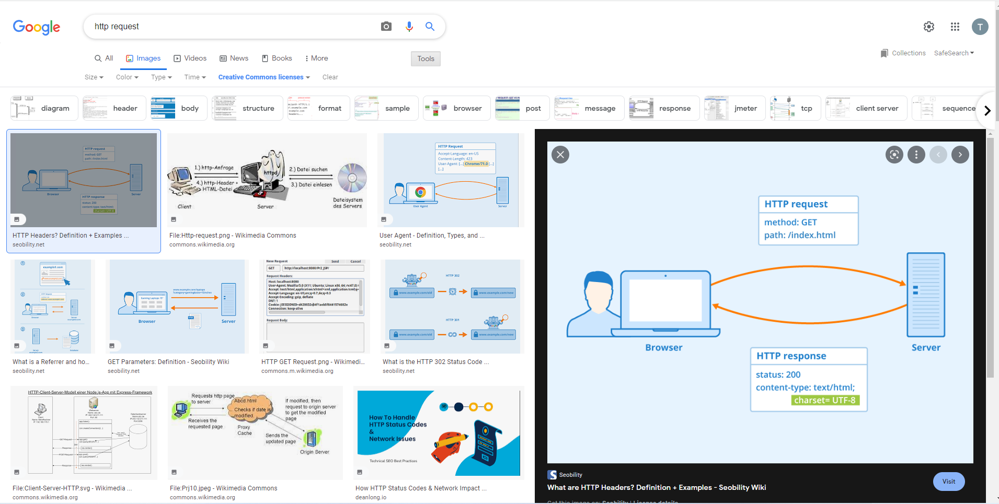 Google
http request
T
All
Images
Videos
News
Books
More
Tools
Collections
SafeSearch
Size
Color
Type
Time
Creative Commons licenses
Clear
diagram
header
body
structure
format
sample
browser
post
message
response
jmeter
tcp
client server
sequence
HTTP request
method: GET
path: /index.html
Browser
Server
HTTP response
status: 200
content-type: text/html;
charset= UTF-8
HTTP Headers? Definition + Examples ...
seobility.net
1.) http-Anfrage
httpd
2.) Datei suchen
4.) http-Header +
HTML-Datei
3.) Datei einlesen
Client
Server
Dateisystem
des Servers
File:Http-request.png - Wikimedia Commons
commons.wikimedia.org
HTTP Request
Accept-Language: en-US
Content-Length: 423
User-Agent: [...] Chrome/71.0 [...]
[...]
User Agent
Server
User Agent - Definition, Types, and ...
seobility.net
1
example1.com
2
HTTP Request
Browser
Server
3
Server
Database
What is a Referrer and ho...
seobility.net
www.example.com/laptops
?category=gaming&size=15inches
Gaming Laptops 15"
Browser
Server
GET Parameters: Definition - Seobility Wiki
seobility.net
New Request
Send
Cancel
GET
http://localhost:8080/Pr2_JSP/
Request Headers:
Host: localhost:8080
User-Agent: Mozilla/5.0 (X11; Ubuntu; Linux x86_64; rv:47.0)
Accept: text/html,application/xhtml+xml,application/xml;q=
Accept-Language: en-US,en;q=0.7,de;q=0.3
Accept-Encoding: gzip, deflate
DNT: 1
Connection: keep-alive
Request Body:
HTTP GET Request.png - Wikimedi...
commons.m.wikimedia.org
HTTP 302
www.example.com/old
www.example.com/new
HTTP 301
www.example.com/old
www.example.com/new
What is the HTTP 302 Status Code ...
seobility.net
HTTP-Client-Server-Modell einer Node.js-App mit Express-Framework
Client
Webserver
GET-Request
Response
POST-Request
Response
File:Client-Server-HTTP.svg - Wikimedia ...
commons.wikimedia.org
Requests http page
to server
Abcd.html
Checks if date is
modified.
If modified, then
request to origin server
to get the modified
page
Receives the
requested page
Proxy
Cache
Sends the
updated page
Origin Server
File:Prj10.jpeg - Wikimedia Commons
commons.wikimedia.org
How To Handle
HTTP Status Codes
&
Network Issues
Technical SEO Best Practices
How HTTP Status Codes & Network Impact ...
deanlong.io
HTTP request
method: GET
path: /index.html
Browser
Server
HTTP response
status: 200
content-type: text/html;
charset= UTF-8
S
Seobility
What are HTTP Headers? Definition + Examples - Seobility Wiki
Visit
Get this image on: Seobility | License details